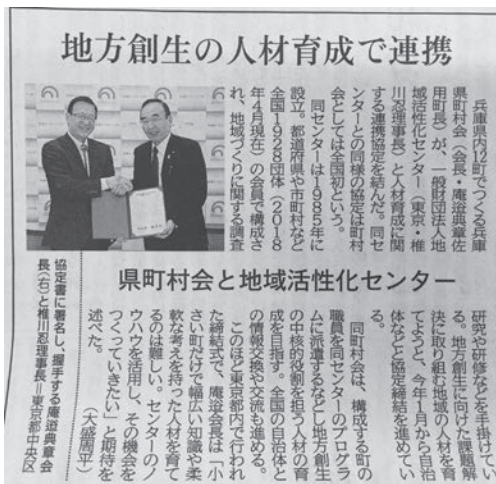 地方創生の人材育成で連携
兵庫県内12町でつくる兵庫
県町村会（会長・庵逧典章佐
用町長）が、一般財団法人地
域活性化センター（東京・椎
川忍理事長）と人材育成に関
する連携協定を結んだ。同セ
ンターとの同様の協定は町村
会としては全国初という。
同センターは1985年に
設立。都道府県や市町村など
全国1928団体（2018
年4月現在）の会員で構成さ
れ、地域づくりに関する調査
県町村会と地域活性化センター
研究や研修などを手掛けてい
る。地方創生に向けた課題解
決に取り組む地域の人材を育
てようと、今年1月から自治
体などと協定締結を進めてい
る。
同町村会は、構成する町の
職員を同センターのプログラ
ムに派遣するなどし地方創生
の中核的役割を担う人材の育
成を目指す。全国の自治体と
の情報交換や交流も進める。
このほど東京都内で行われ
た締結式で、庵逧会長は「小
さい町だけで幅広い知識や柔
軟な考えを持った人材を育て
るのは難しい。センターのノ
ウハウを活用し、その機会を
つくっていきたい」と期待を
述べた。
（大盛周平）
協定書に署名し、握手する庵逧典章会
長（右）と椎川忍理事長＝東京都中央区